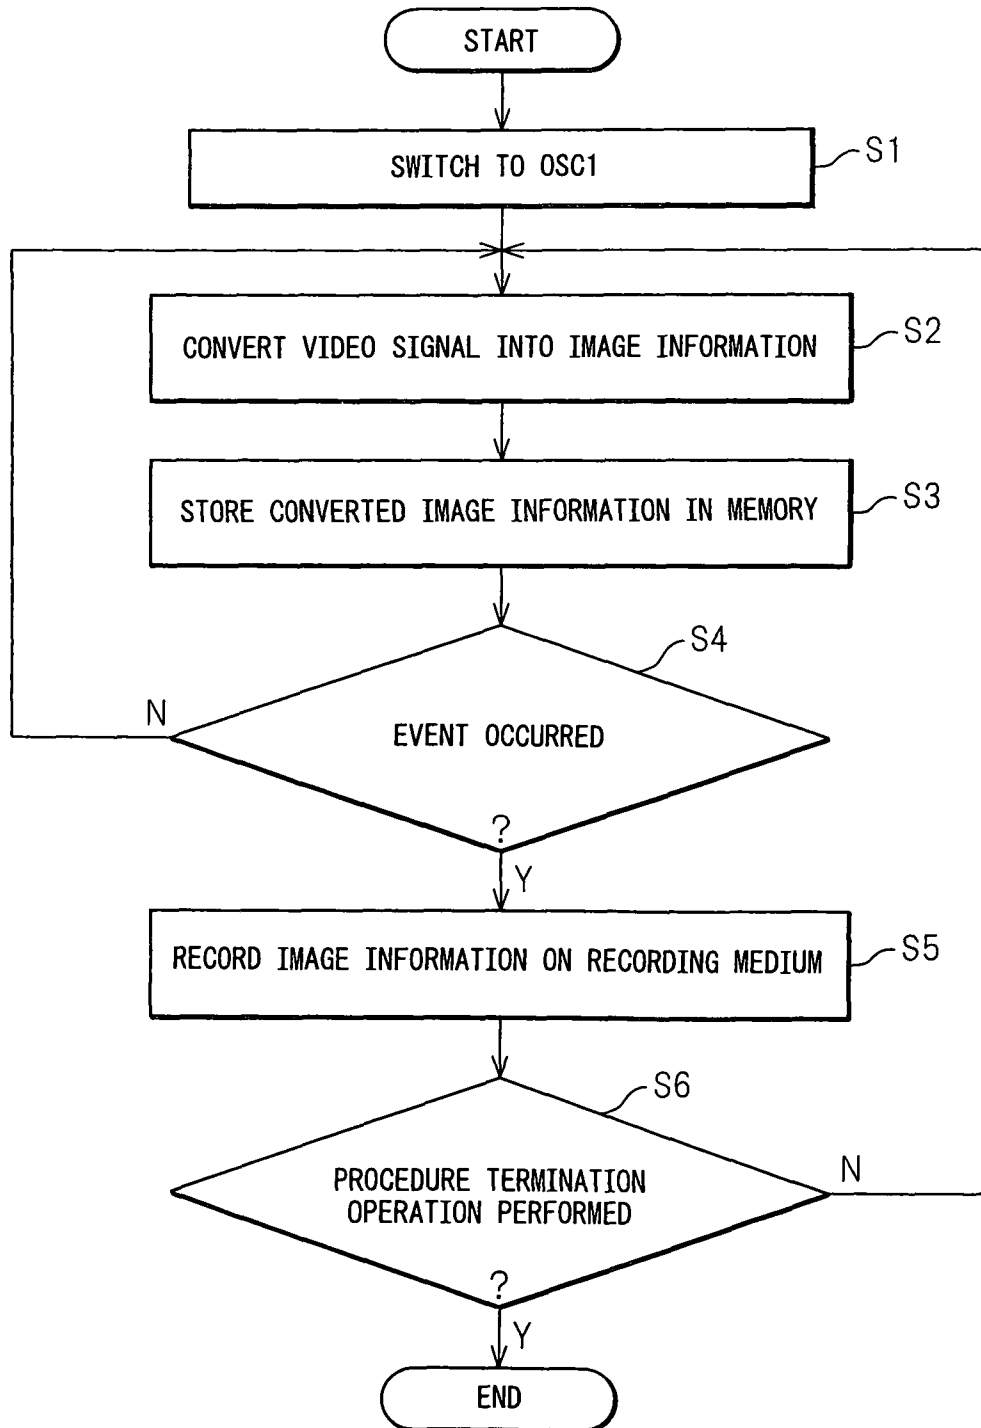 START
SWITCH TO OSC1
S1
CONVERT VIDEO SIGNAL INTO IMAGE INFORMATION
S2
STORE CONVERTED IMAGE INFORMATION IN MEMORY
S3
S4
N
EVENT OCCURRED
?
Y
RECORD IMAGE INFORMATION ON RECORDING MEDIUM
S5
S6
PROCEDURE TERMINATION
OPERATION PERFORMED
N
?
Y
END